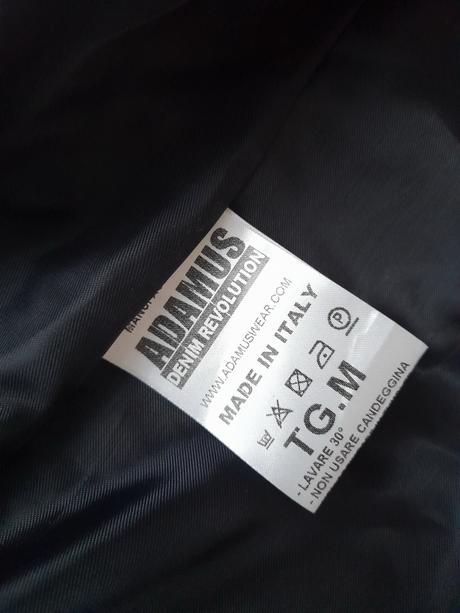 ADAMUS
DENIM REVOLUTION
WWW.ADAMUSWEAR.COM
MADE IN ITALY
P
TG.M
- LAVARE 30°
- NON USARE CANDEGGINA